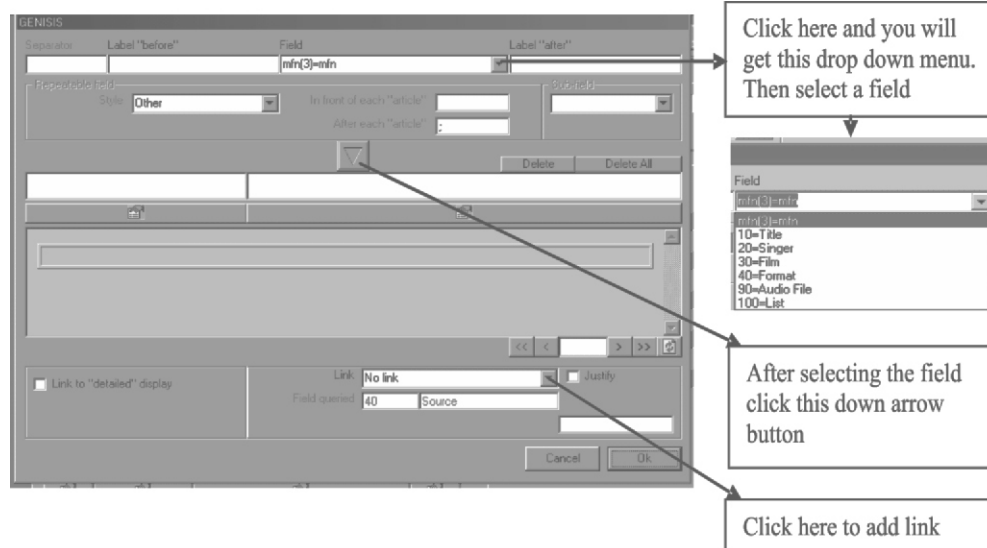 GENISIS
Separator Label "before" Field Label "after"
mfn(3)=mfn
Repeatable field
Style Other In front of each "article" Subfield
After each "article" ;
Delete Delete All
Link to "detailed" display
Link No link Justify
Field queried 40 Source
Cancel Ok
Click here and you will
get this drop down menu.
Then select a field
Field
mfn(3)=mfn
mfn(3)=mfn
10=Title
20=Singer
30=Film
40=Format
90=Audio File
100=List
After selecting the field
click this down arrow
button
Click here to add link